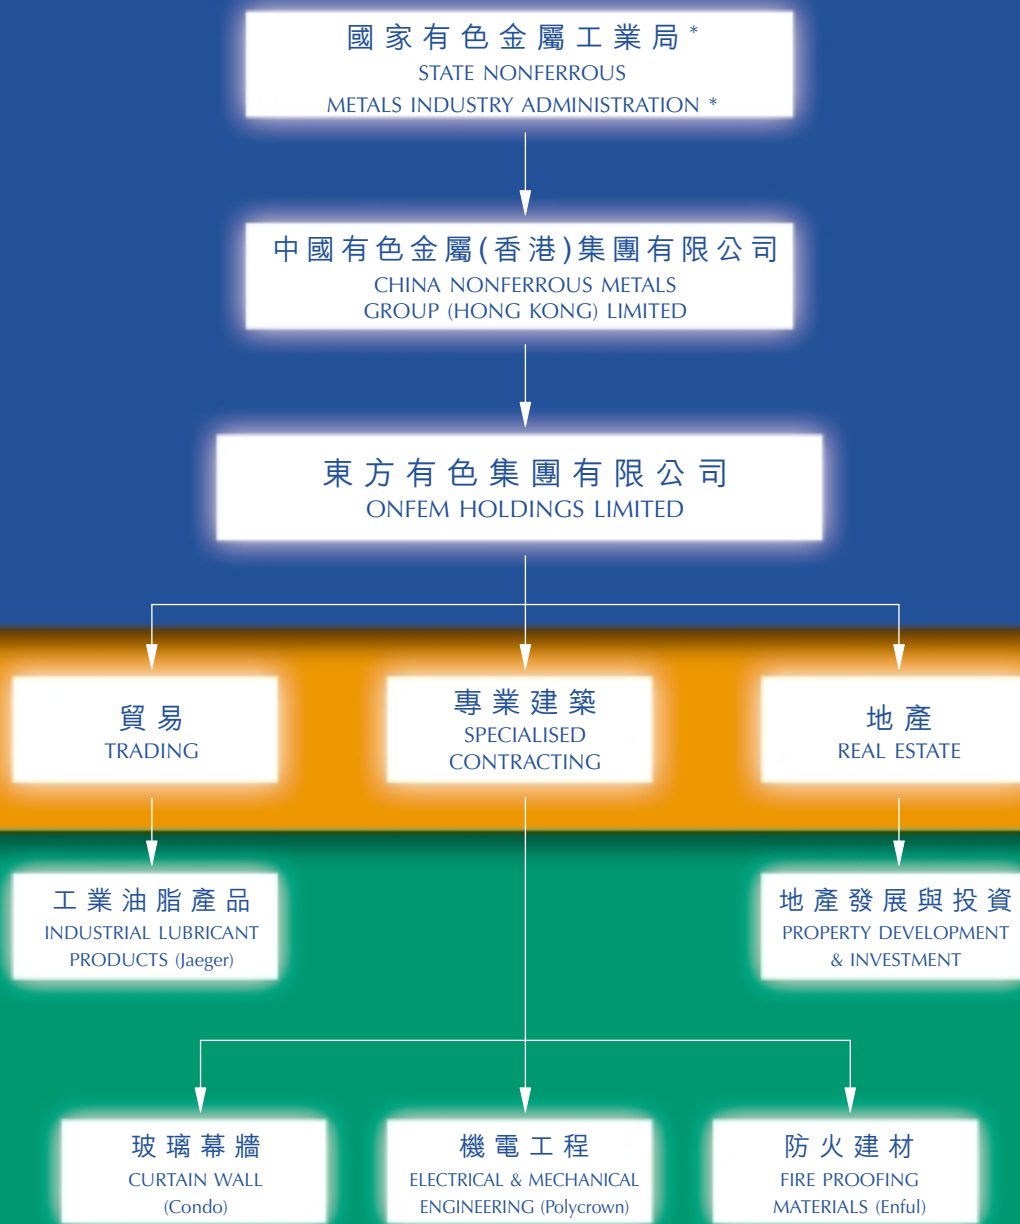 國家有色金屬工業局*
STATE NONFERROUS
METALS INDUSTRY ADMINISTRATION *
中國有色金屬(香港)集團有限公司
CHINA NONFERROUS METALS
GROUP (HONG KONG) LIMITED
東方有色集團有限公司
ONFEM HOLDINGS LIMITED
貿易
TRADING
專業建築
SPECIALISED
CONTRACTING
地產
REAL ESTATE
工業油脂產品
INDUSTRIAL LUBRICANT
PRODUCTS (Jaeger)
地產發展與投資
PROPERTY DEVELOPMENT
& INVESTMENT
玻璃幕牆
CURTAIN WALL
(Condo)
機電工程
ELECTRICAL & MECHANICAL
ENGINEERING (Polycrown)
防火建材
FIRE PROOFING
MATERIALS (Enful)